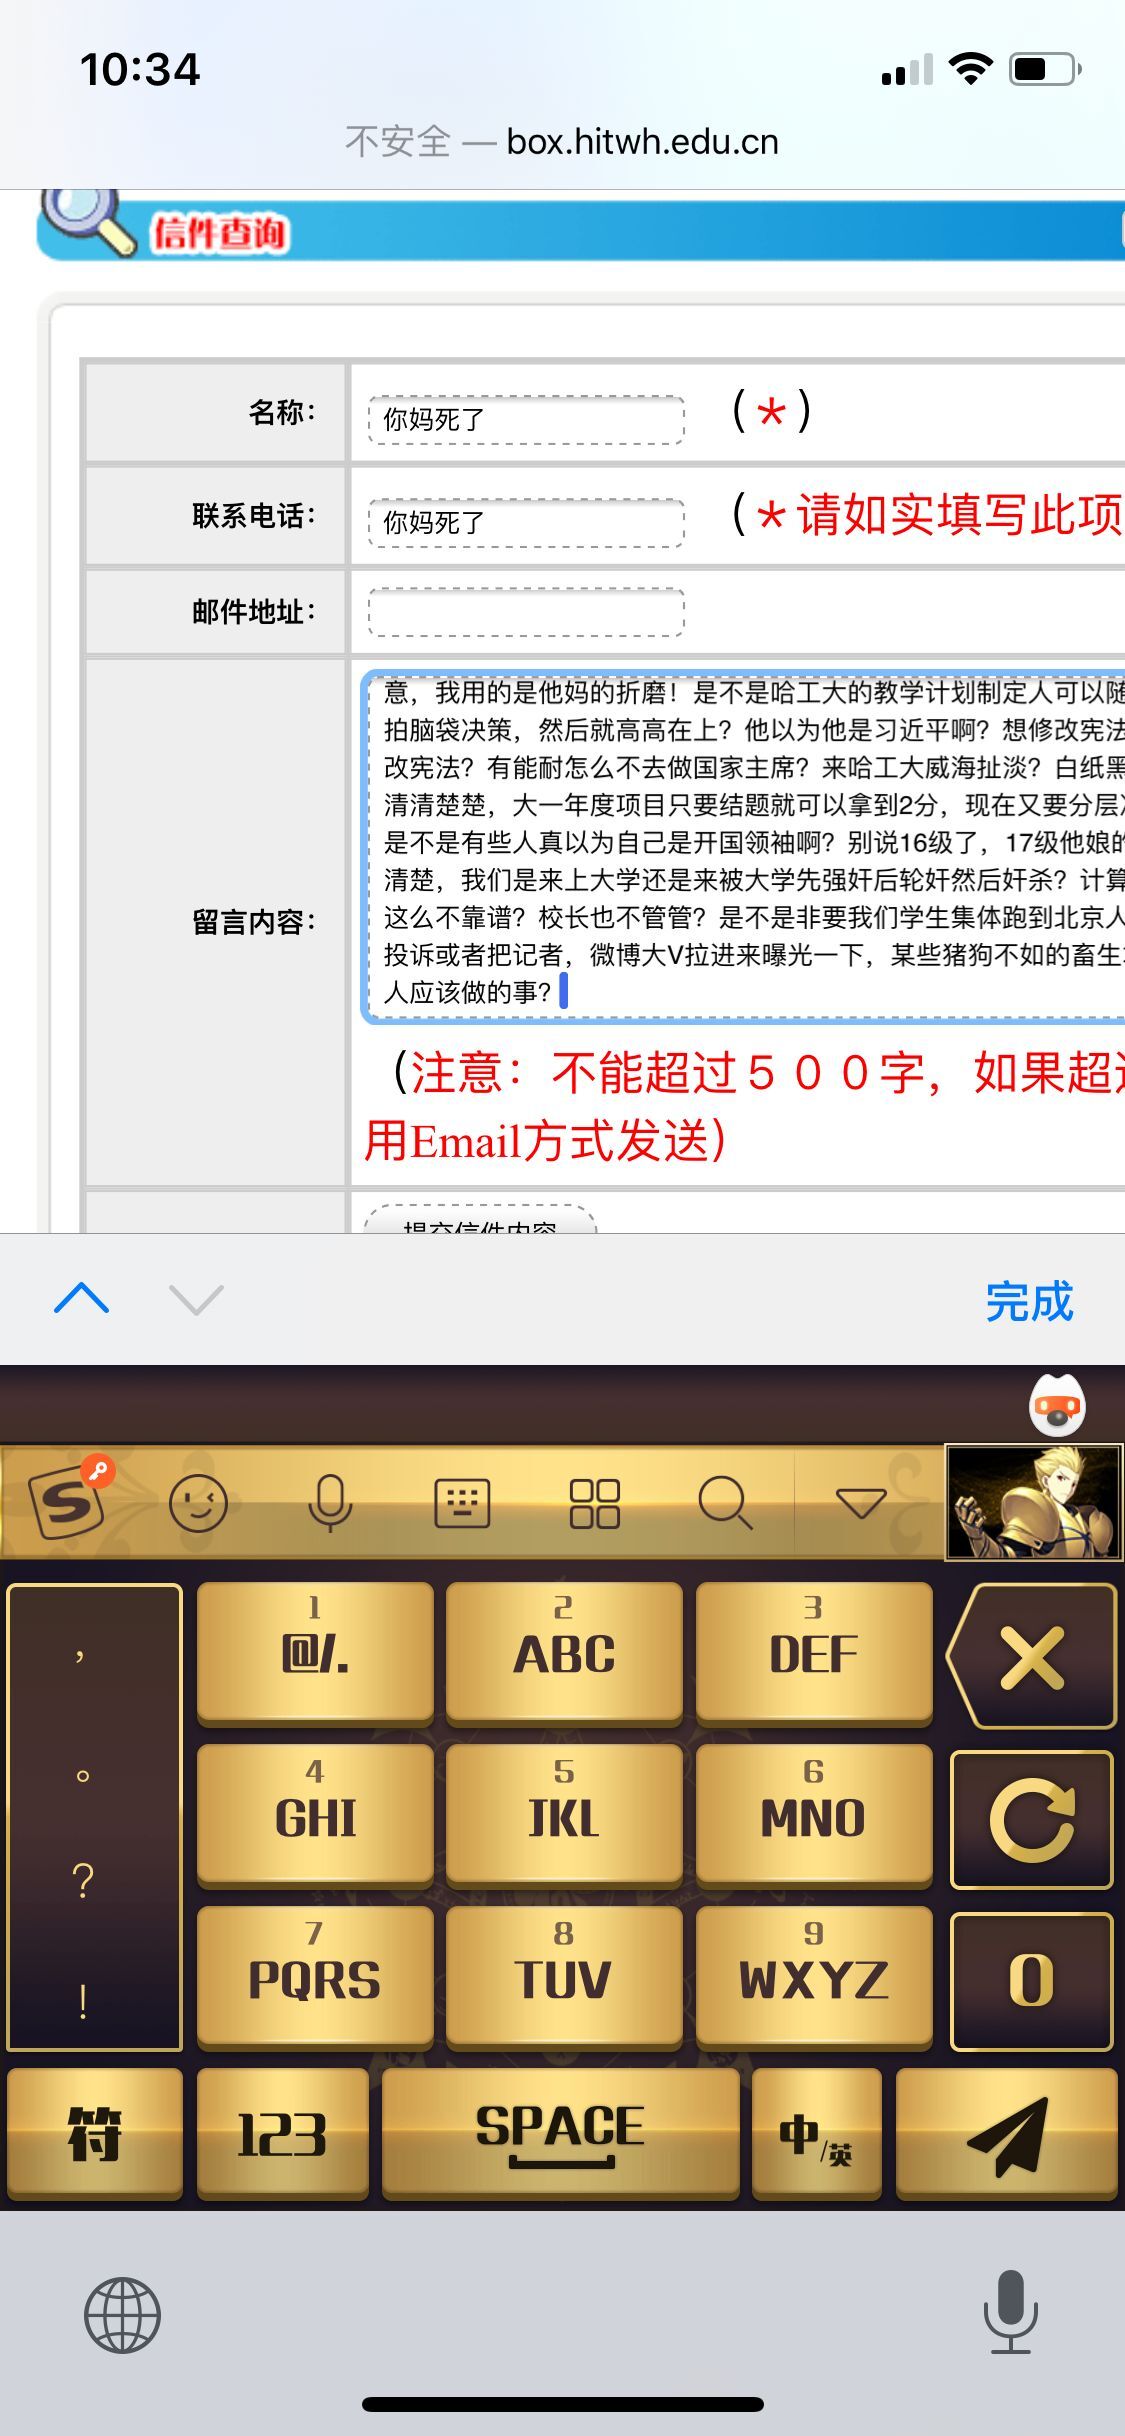 10:34
不安全 — box.hitwh.edu.cn
信件查询
名称：
你妈死了
(*)
联系电话：
你妈死了
(*请如实填写此项
邮件地址：
留言内容：
意，我用的是他妈的折磨！是不是哈工大的教学计划制定人可以随
拍脑袋决策，然后就高高在上？他以为他是习近平啊？想修改宪法
改宪法？有能耐怎么不去做国家主席？来哈工大威海扯淡？白纸黑
清清楚楚，大一年度项目只要结题就可以拿到2分，现在又要分层次
是不是有些人真以为自己是开国领袖啊？别说16级了，17级他娘的
清楚，我们是来上大学还是来被大学先强奸后轮奸然后奸杀？计算
这么不靠谱？校长也不管管？是不是非要我们学生集体跑到北京人
投诉或者把记者，微博大V拉进来曝光一下，某些猪狗不如的畜生
人应该做的事？
(注意：不能超过５００字，如果超过
用Email方式发送)
提交信件内容
完成
S
，
。
？
！
1
@/.
2
ABC
3
DEF
4
GHI
5
JKL
6
MNO
7
PQRS
8
TUV
9
WXYZ
0
符
123
SPACE
中/英